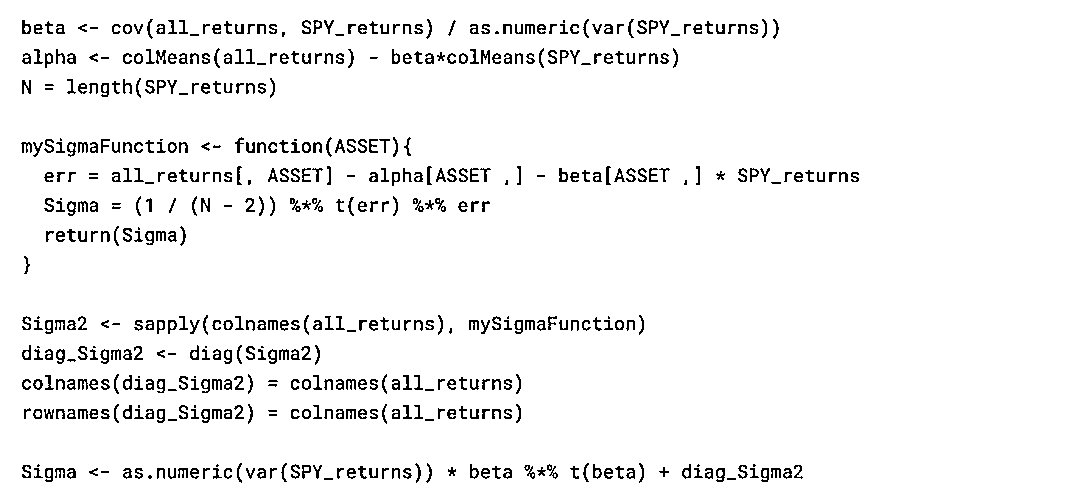 beta <- cov(all_returns, SPY_returns) / as.numeric(var(SPY_returns))
alpha <- colMeans(all_returns) - beta*colMeans(SPY_returns)
N = length(SPY_returns)

mySigmaFunction <- function(ASSET){
  err = all_returns[, ASSET] - alpha[ASSET ,] - beta[ASSET ,] * SPY_returns
  Sigma = (1 / (N - 2)) %*% t(err) %*% err
  return(Sigma)
}

Sigma2 <- sapply(colnames(all_returns), mySigmaFunction)
diag_Sigma2 <- diag(Sigma2)
colnames(diag_Sigma2) = colnames(all_returns)
rownames(diag_Sigma2) = colnames(all_returns)

Sigma <- as.numeric(var(SPY_returns)) * beta %*% t(beta) + diag_Sigma2